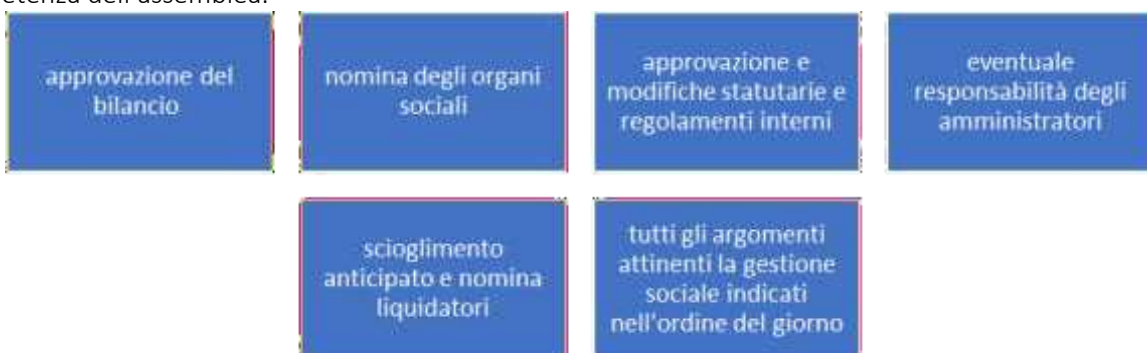 dell'assemblea.
approvazione del
bilancio
nomina degli organi
sociali
approvazione e
modifiche statutarie e
regolamenti interni
eventuale
responsabilità degli
amministratori
scioglimento
anticipato e nomina
liquidatori
tutti gli argomenti
attinenti la gestione
sociale indicati
nell'ordine del giorno